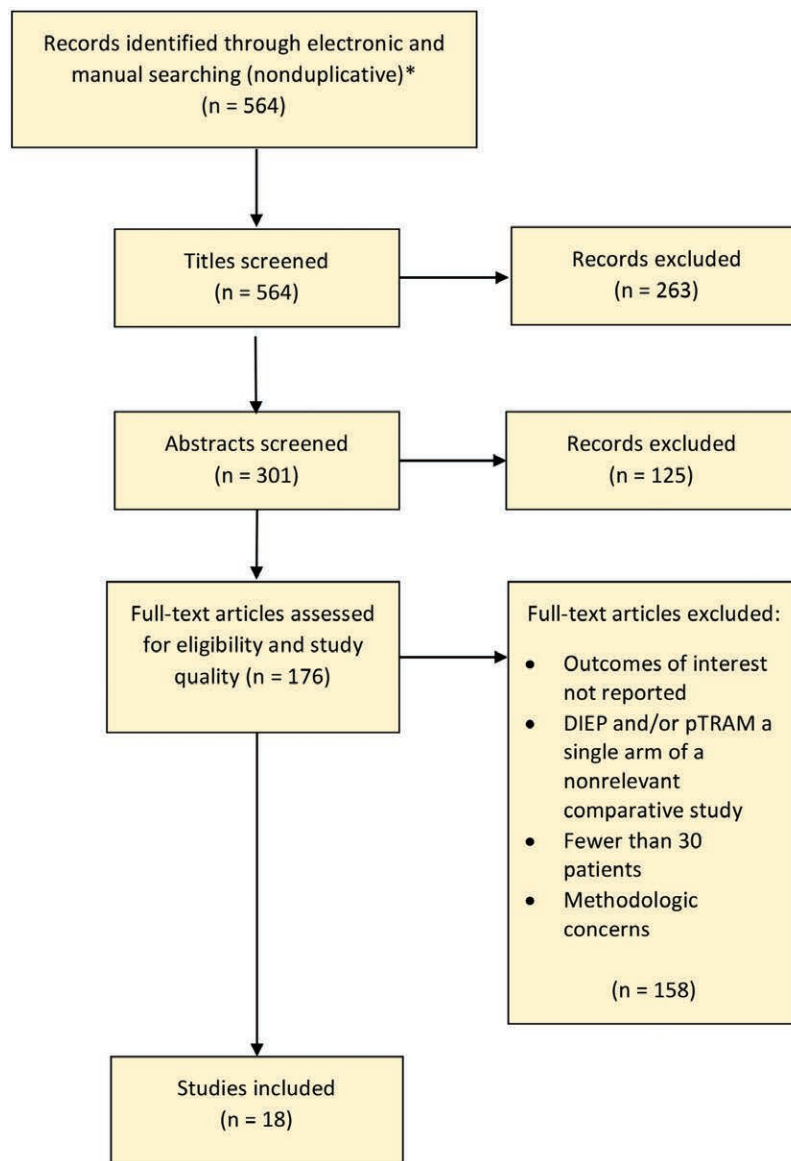 Records identified through electronic and
manual searching (nonduplicative)*
(n = 564)
Titles screened
(n = 564)
Records excluded
(n = 263)
Abstracts screened
(n = 301)
Records excluded
(n = 125)
Full-text articles assessed
for eligibility and study
quality (n = 176)
Full-text articles excluded:
• Outcomes of interest
not reported
• DIEP and/or pTRAM a
single arm of a
nonrelevant
comparative study
• Fewer than 30
patients
• Methodologic
concerns
(n = 158)
Studies included
(n = 18)